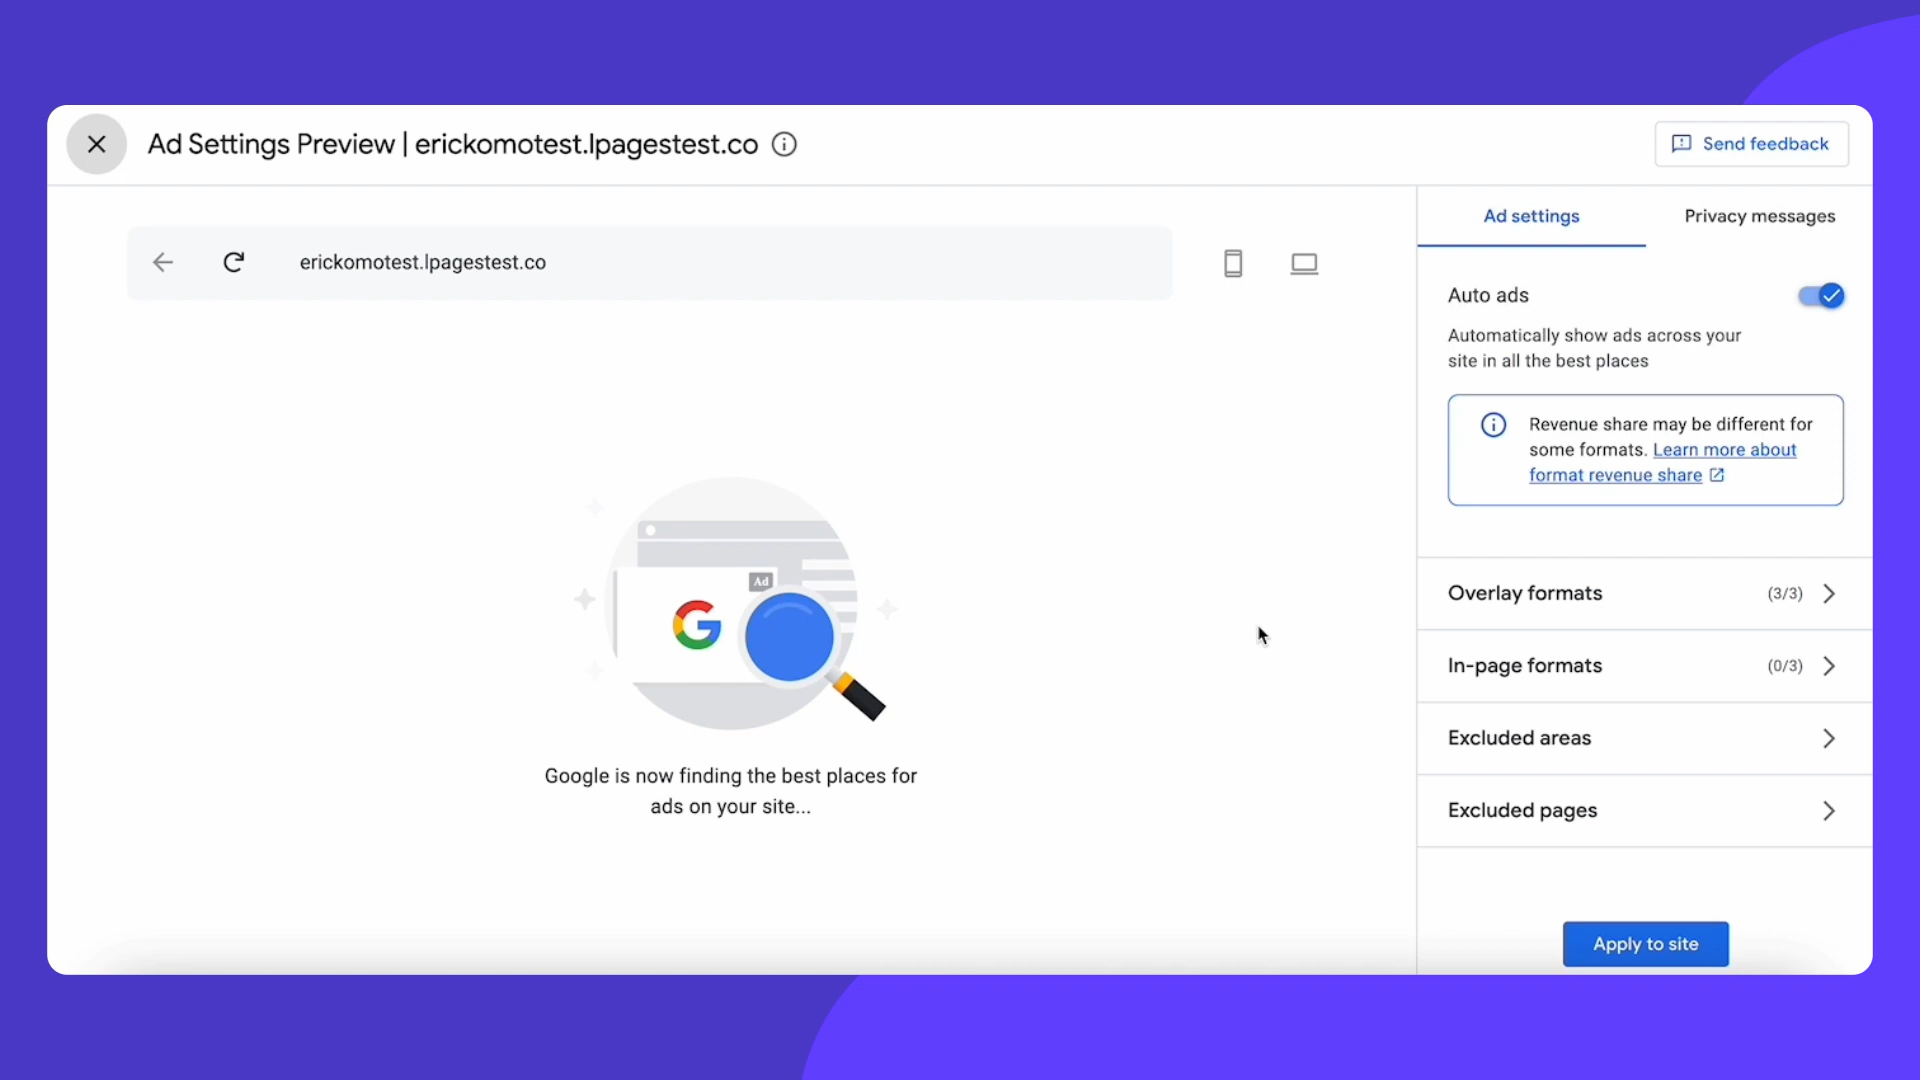 Ad Settings Preview | erickomotest.lpagestest.co
Send feedback
erickomotest.lpagestest.co
Ad
Google is now finding the best places for
ads on your site...
Ad settings
Privacy messages
Auto ads
Automatically show ads across your
site in all the best places
Revenue share may be different for
some formats. Learn more about
format revenue share
Overlay formats (3/3)
In-page formats (0/3)
Excluded areas
Excluded pages
Apply to site